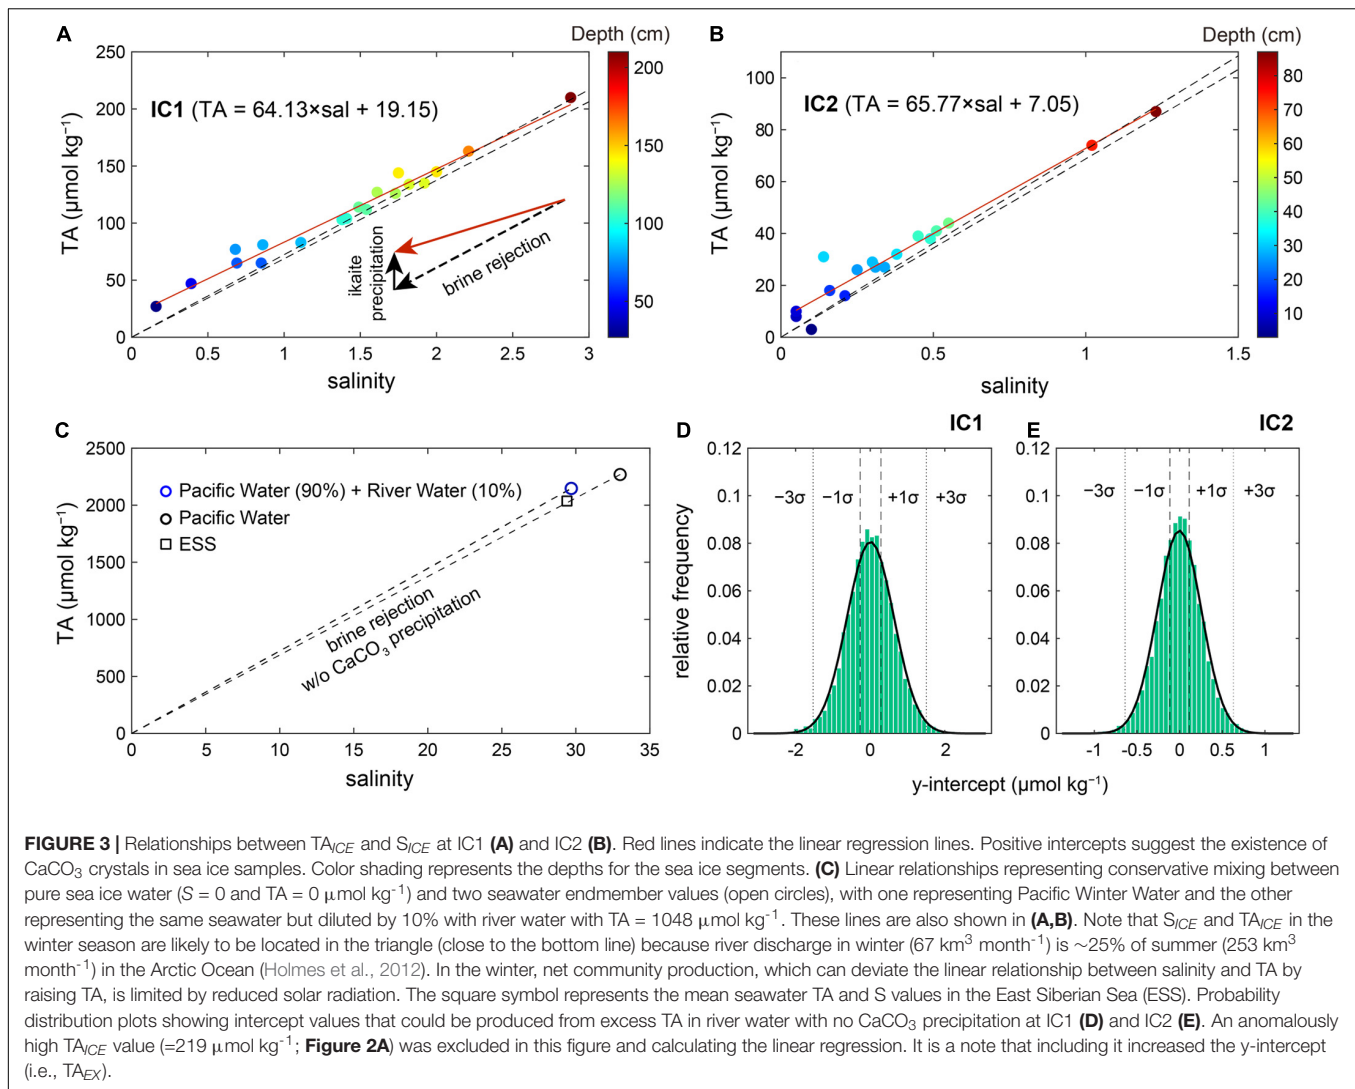 A
Depth (cm)
250
200
150
100
50
0
TA (µmol kg⁻¹)
IC1 (TA = 64.13×sal + 19.15)
ikaite
precipitation
brine rejection
0 0.5 1 1.5 2 2.5 3
salinity
200
150
100
50
B
Depth (cm)
100
80
60
40
20
0
TA (µmol kg⁻¹)
IC2 (TA = 65.77×sal + 7.05)
0 0.5 1 1.5
salinity
80
70
60
50
40
30
20
10
C
2500
2000
1500
1000
500
0
TA (µmol kg⁻¹)
Pacific Water (90%) + River Water (10%)
Pacific Water
ESS
brine rejection
w/o CaCO₃ precipitation
0 5 10 15 20 25 30 35
salinity
D
IC1
0.12
0.1
0.08
0.06
0.04
0.02
0
relative frequency
−3σ −1σ +1σ +3σ
-2 0 2
E
IC2
0.12
0.1
0.08
0.06
0.04
0.02
0
−3σ −1σ +1σ +3σ
-1 -0.5 0 0.5 1
y-intercept (µmol kg⁻¹)
FIGURE 3 | Relationships between TA_ICE and S_ICE at IC1 (A) and IC2 (B). Red lines indicate the linear regression lines. Positive intercepts suggest the existence of
CaCO₃ crystals in sea ice samples. Color shading represents the depths for the sea ice segments. (C) Linear relationships representing conservative mixing between
pure sea ice water (S = 0 and TA = 0 µmol kg⁻¹) and two seawater endmember values (open circles), with one representing Pacific Winter Water and the other
representing the same seawater but diluted by 10% with river water with TA = 1048 µmol kg⁻¹. These lines are also shown in (A,B). Note that S_ICE and TA_ICE in the
winter season are likely to be located in the triangle (close to the bottom line) because river discharge in winter (67 km³ month⁻¹) is ∼25% of summer (253 km³
month⁻¹) in the Arctic Ocean (Holmes et al., 2012). In the winter, net community production, which can deviate the linear relationship between salinity and TA by
raising TA, is limited by reduced solar radiation. The square symbol represents the mean seawater TA and S values in the East Siberian Sea (ESS). Probability
distribution plots showing intercept values that could be produced from excess TA in river water with no CaCO₃ precipitation at IC1 (D) and IC2 (E). An anomalously
high TA_ICE value (=219 µmol kg⁻¹; Figure 2A) was excluded in this figure and calculating the linear regression. It is a note that including it increased the y-intercept
(i.e., TA_EX).